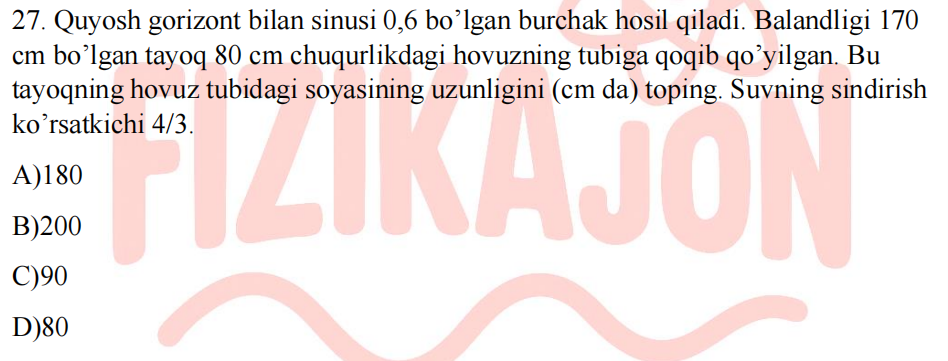 27. Quyosh gorizont bilan sinusi 0,6 bo’lgan burchak hosil qiladi. Balandligi 170
cm bo’lgan tayoq 80 cm chuqurlikdagi hovuzning tubiga qoqib qo’yilgan. Bu
tayoqning hovuz tubidagi soyasining uzunligini (cm da) toping. Suvning sindirish
ko’rsatkichi 4/3.
A)180
B)200
C)90
D)80
FIZIKAJON